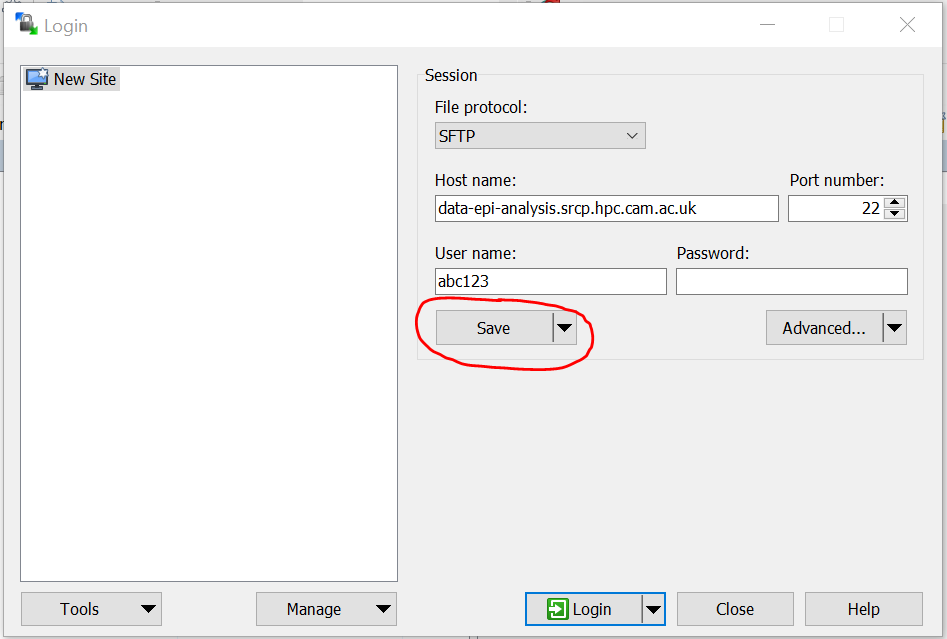 Login
New Site
Session
File protocol:
SFTP
Host name:
Port number:
data-epi-analysis.srcp.hpc.cam.ac.uk
22
User name:
Password:
abc123
Save
Advanced...
Tools
Manage
Login
Close
Help